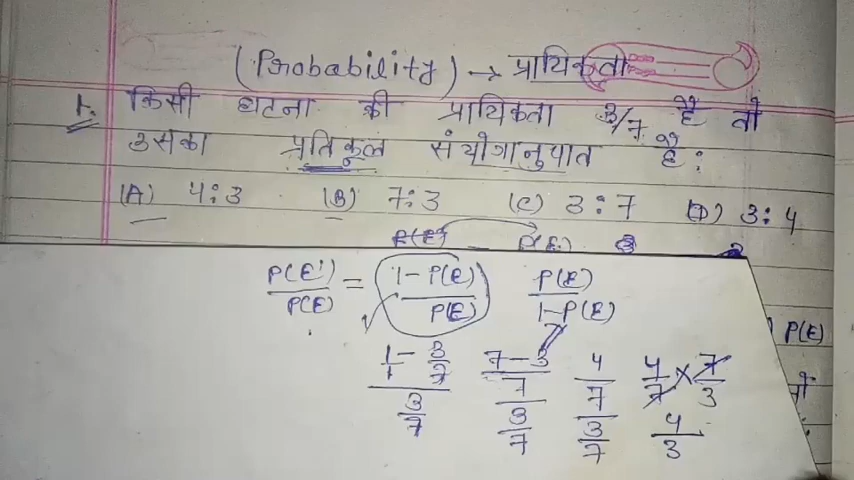 (Probability) → प्रायिकता
1. किसी घटना की प्रायिकता 3/7 है तो
उसका प्रतिकूल संयोगानुपात है :
(A) 4:3 (B) 7:3 (C) 3:7 (D) 3:4
P(E') / P(E) = 1-P(E) / P(E) P(E) / 1-P(E)
P(E)
1/1 - 3/7 / 3/7 7-3 / 7 / 3/7 4/7 / 3/7 4/7 × 7/3
4/3